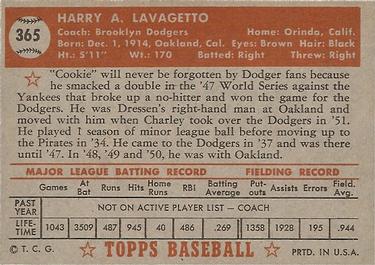 365
HARRY A. LAVAGETTO
Coach: Brooklyn Dodgers Home: Orinda, Calif.
Born: Dec. 1, 1914, Oakland, Cal. Eyes: Brown Hair: Black
Ht.: 5'11" Wt.: 170 Batted: Right Threw: Right
"Cookie" will never be forgotten by Dodger fans because
he smacked a double in the '47 World Series against the
Yankees that broke up a no-hitter and won the game for the
Dodgers. He was Dressen's right-hand man at Oakland and
moved with him when Charley took over the Dodgers in '51.
He played 1 season of minor league ball before moving up to
the Pirates in '34. He came to the Dodgers in '37 and was there
until '47. In '48, '49 and '50, he was with Oakland.
MAJOR LEAGUE BATTING RECORD FIELDING RECORD
Games At Bat Runs Hits Home Runs RBI Batting Average Put-outs Assists Errors Field. Avg.
PAST YEAR NOT ON ACTIVE PLAYER LIST – COACH
LIFE-TIME 1043 3509 487 945 40 486 .269 1358 1928 195 .944
© T. C. G. TOPPS BASEBALL PRTD. IN U.S.A.